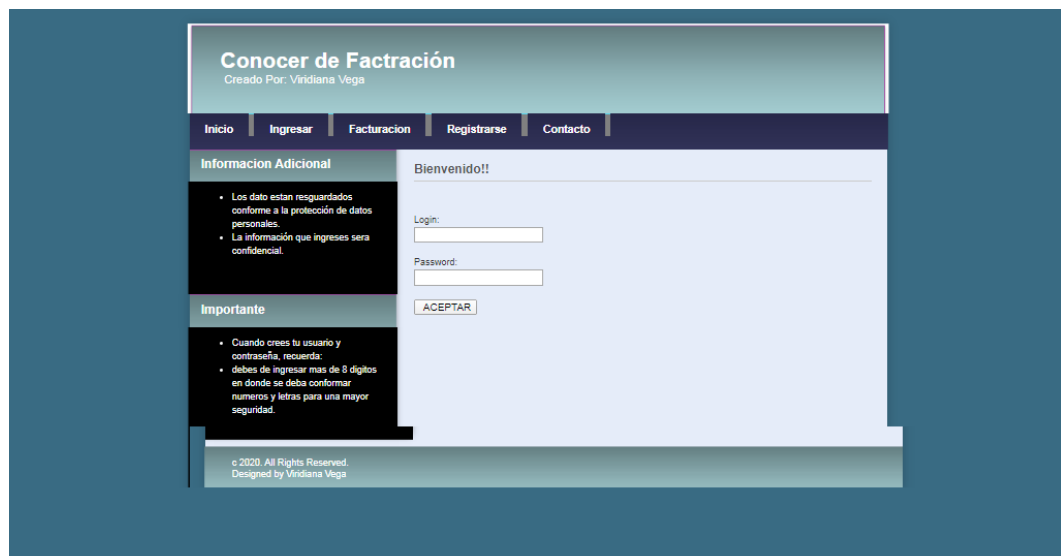 Conocer de Factración
Creado Por: Viridiana Vega
Inicio Ingresar Facturacion Registrarse Contacto
Informacion Adicional
Los dato estan resguardados
conforme a la protección de datos
personales.
La información que ingreses sera
confidencial.
Importante
Cuando crees tu usuario y
contraseña, recuerda:
debes de ingresar mas de 8 digitos
en donde se deba conformar
numeros y letras para una mayor
seguridad.
Bienvenido!!
Login:
Password:
ACEPTAR
c 2020. All Rights Reserved.
Designed by Viridiana Vega